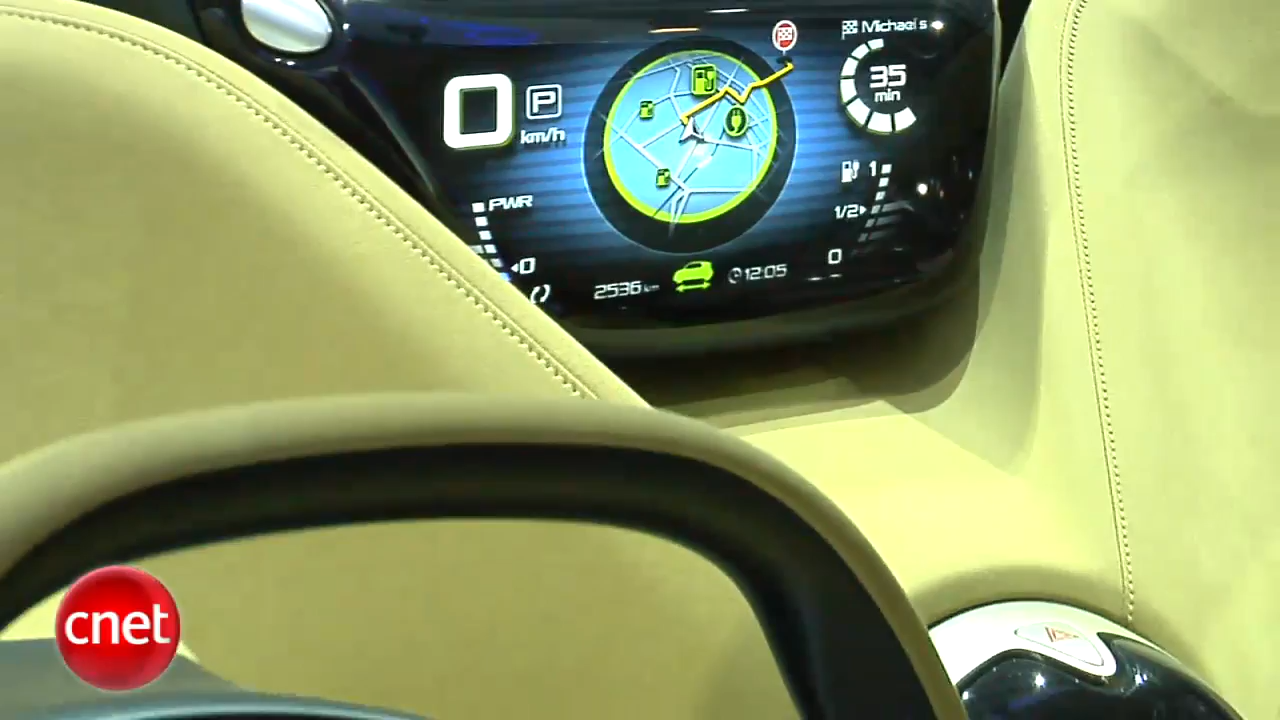 Michael's
0
P
km/h
35
min
PWR
1
1/2
0
0
2536 km
12:05
cnet